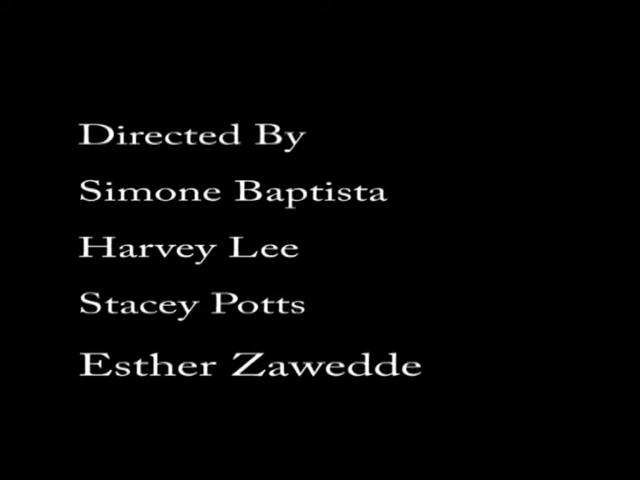 Directed By
Simone Baptista
Harvey Lee
Stacey Potts
Esther Zawedde